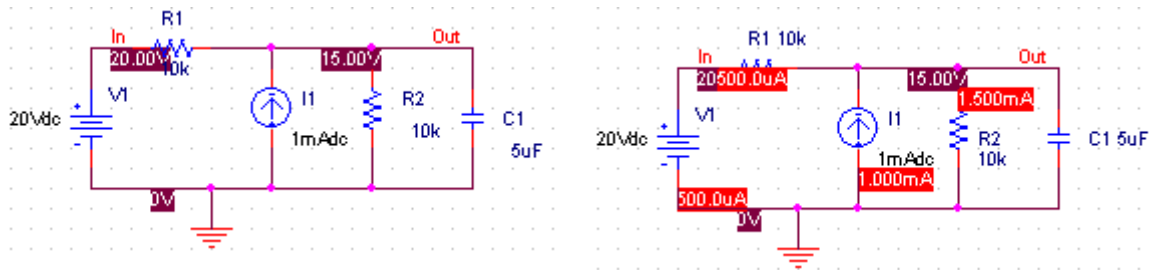 R1
In
20.00V
10k
15.00V
Out
V1
+
20Vdc
-
I1
1mAdc
R2
10k
C1
5uF
0V
R1 10k
In
20
500.0uA
15.00V
Out
1.500mA
V1
+
20Vdc
-
I1
1mAdc
1.000mA
R2
10k
C1 5uF
500.0uA
0V